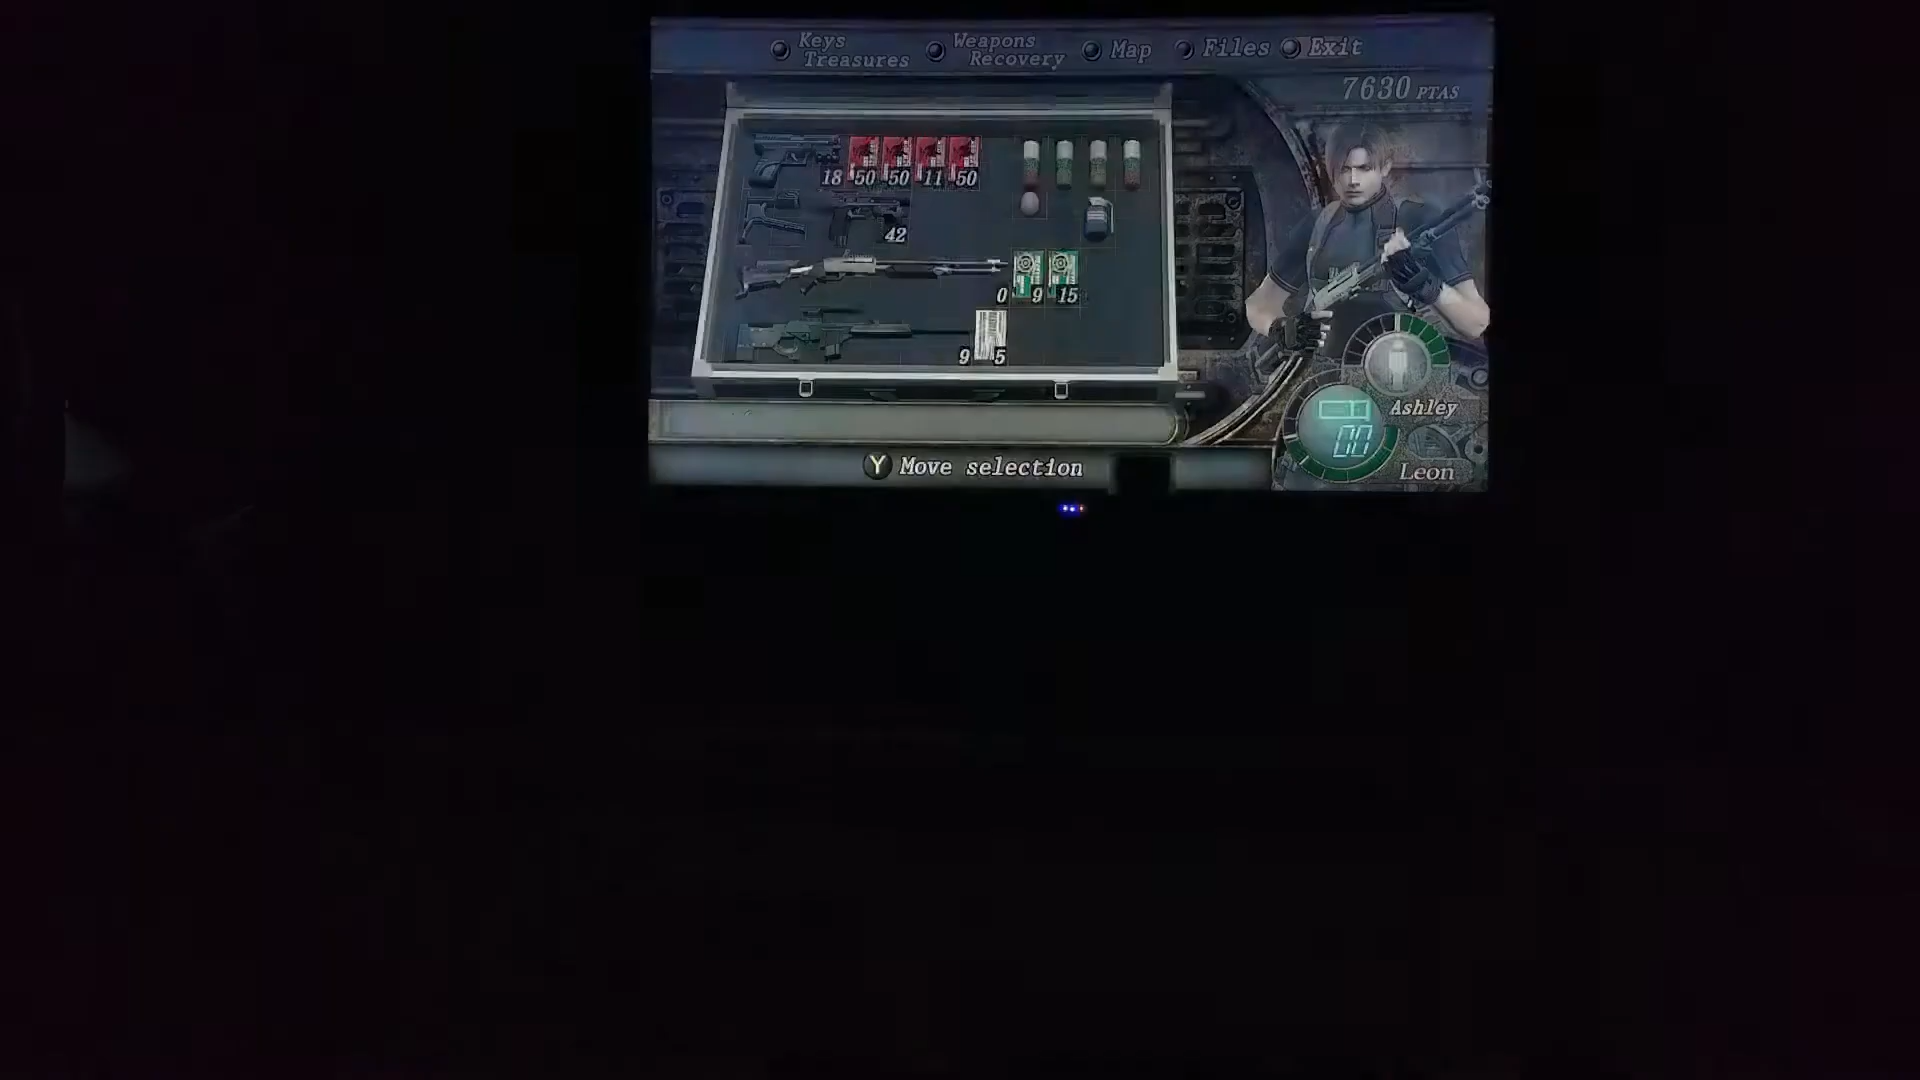 Keys Treasures
Weapons Recovery
Map
Files
Exit
7630 PTAS
18 50 50 11 50
42
0 9 15
9 5
Ashley
00
Leon
Y Move selection